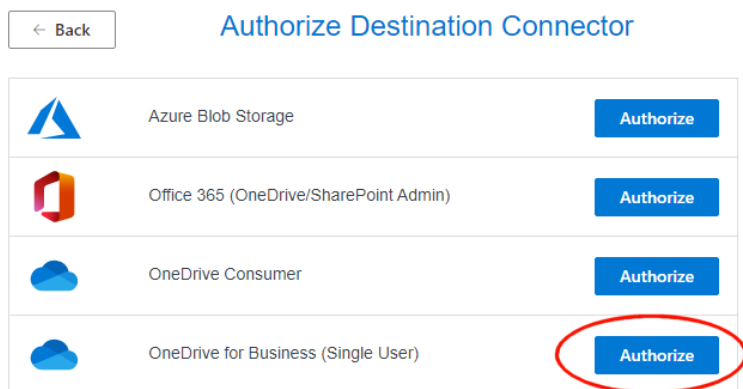 ← Back
Authorize Destination Connector
Azure Blob Storage
Authorize
Office 365 (OneDrive/SharePoint Admin)
Authorize
OneDrive Consumer
Authorize
OneDrive for Business (Single User)
Authorize